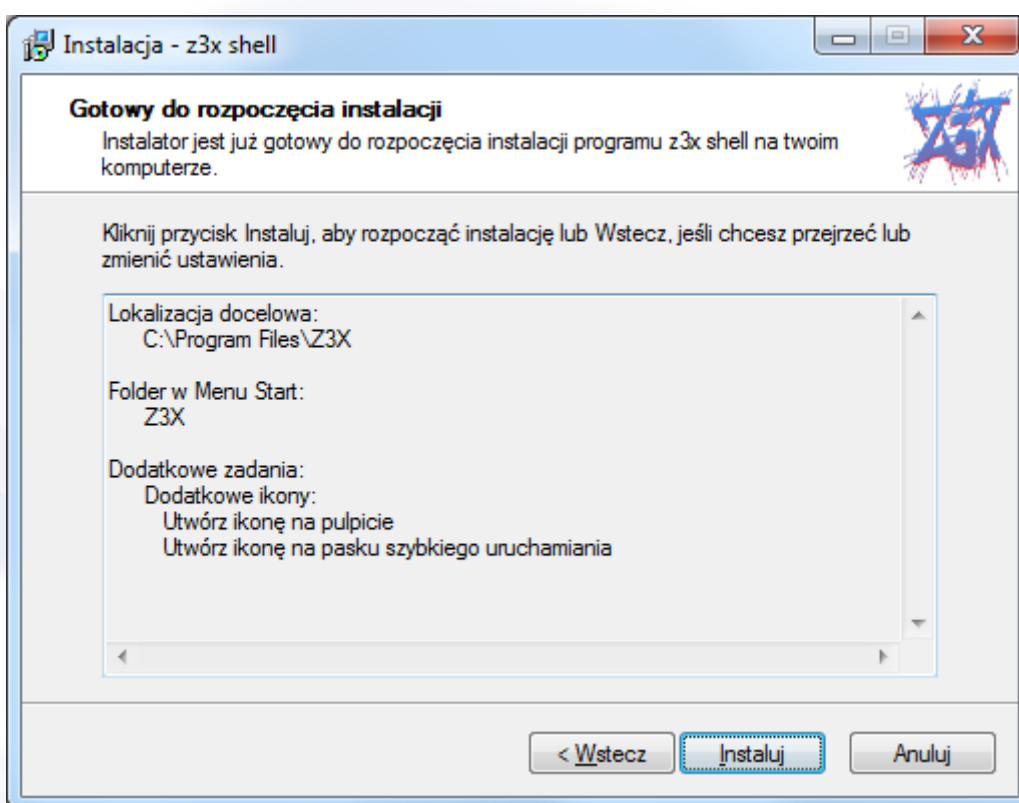 Instalacja - z3x shell
Gotowy do rozpoczęcia instalacji
Instalator jest już gotowy do rozpoczęcia instalacji programu z3x shell na twoim
komputerze.
Z3X
Kliknij przycisk Instaluj, aby rozpocząć instalację lub Wstecz, jeśli chcesz przejrzeć lub
zmienić ustawienia.
Lokalizacja docelowa:
C:\Program Files\Z3X
Folder w Menu Start:
Z3X
Dodatkowe zadania:
Dodatkowe ikony:
Utwórz ikonę na pulpicie
Utwórz ikonę na pasku szybkiego uruchamiania
< Wstecz
Instaluj
Anuluj